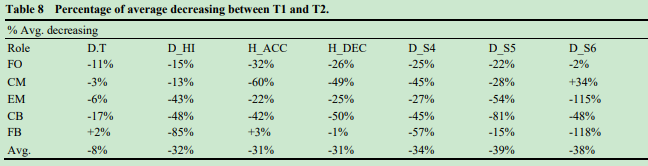 Table 8 Percentage of average decreasing between T1 and T2.
% Avg. decreasing
Role D.T D_HI H_ACC H_DEC D_S4 D_S5 D_S6
FO -11% -15% -32% -26% -25% -22% -2%
CM -3% -13% -60% -49% -45% -28% +34%
EM -6% -43% -22% -25% -27% -54% -115%
CB -17% -48% -42% -50% -48% -81% -48%
FB +2% -85% +3% -1% -57% -15% -118%
Avg. -8% -32% -31% -31% -34% -39% -38%